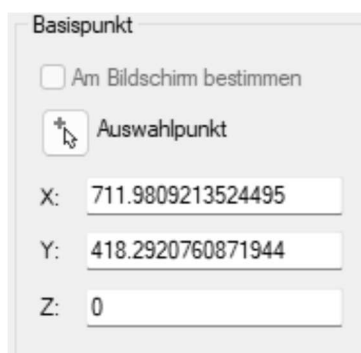 Basispunkt
Am Bildschirm bestimmen
Auswahlpunkt
X: 711.9809213524495
Y: 418.2920760871944
Z: 0